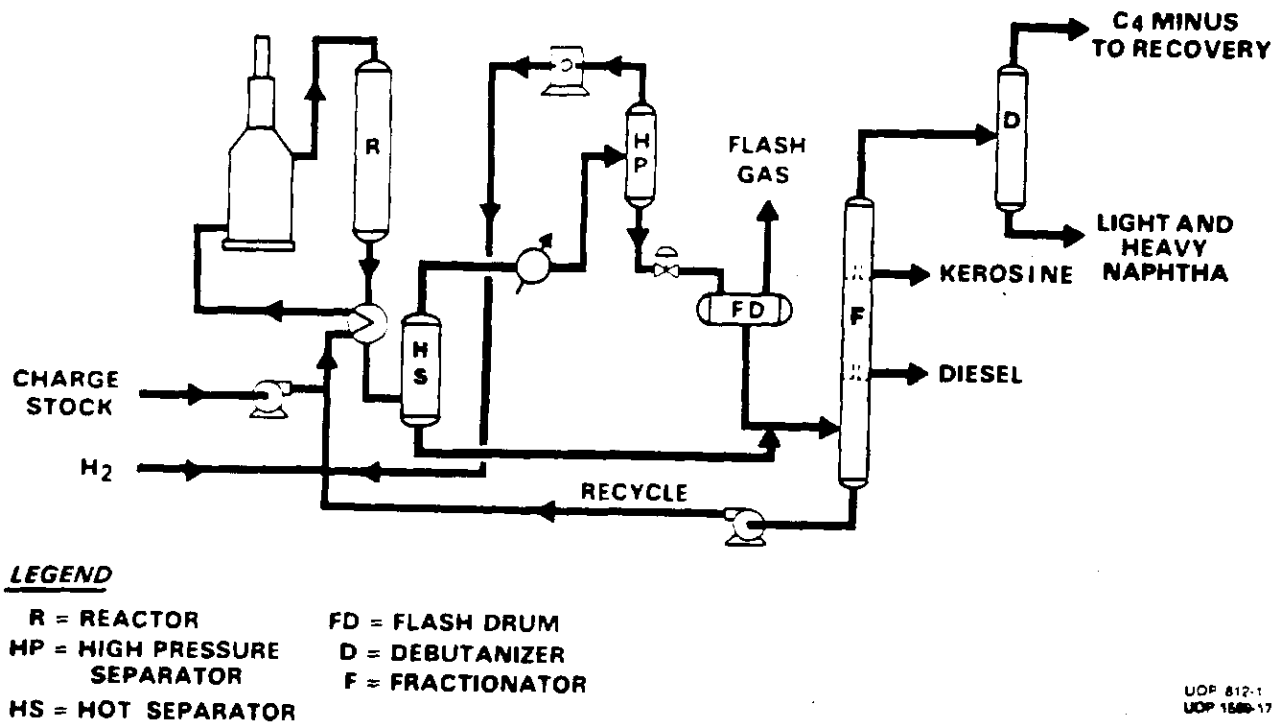 C4 MINUS
TO RECOVERY
D
R
H
P
FLASH
GAS
LIGHT AND
HEAVY
NAPHTHA
KEROSINE
F
FD
H
S
DIESEL
CHARGE
STOCK
H2
RECYCLE
LEGEND
R = REACTOR
FD = FLASH DRUM
HP = HIGH PRESSURE
SEPARATOR
D = DEBUTANIZER
F = FRACTIONATOR
HS = HOT SEPARATOR
UOP 812-1
UOP